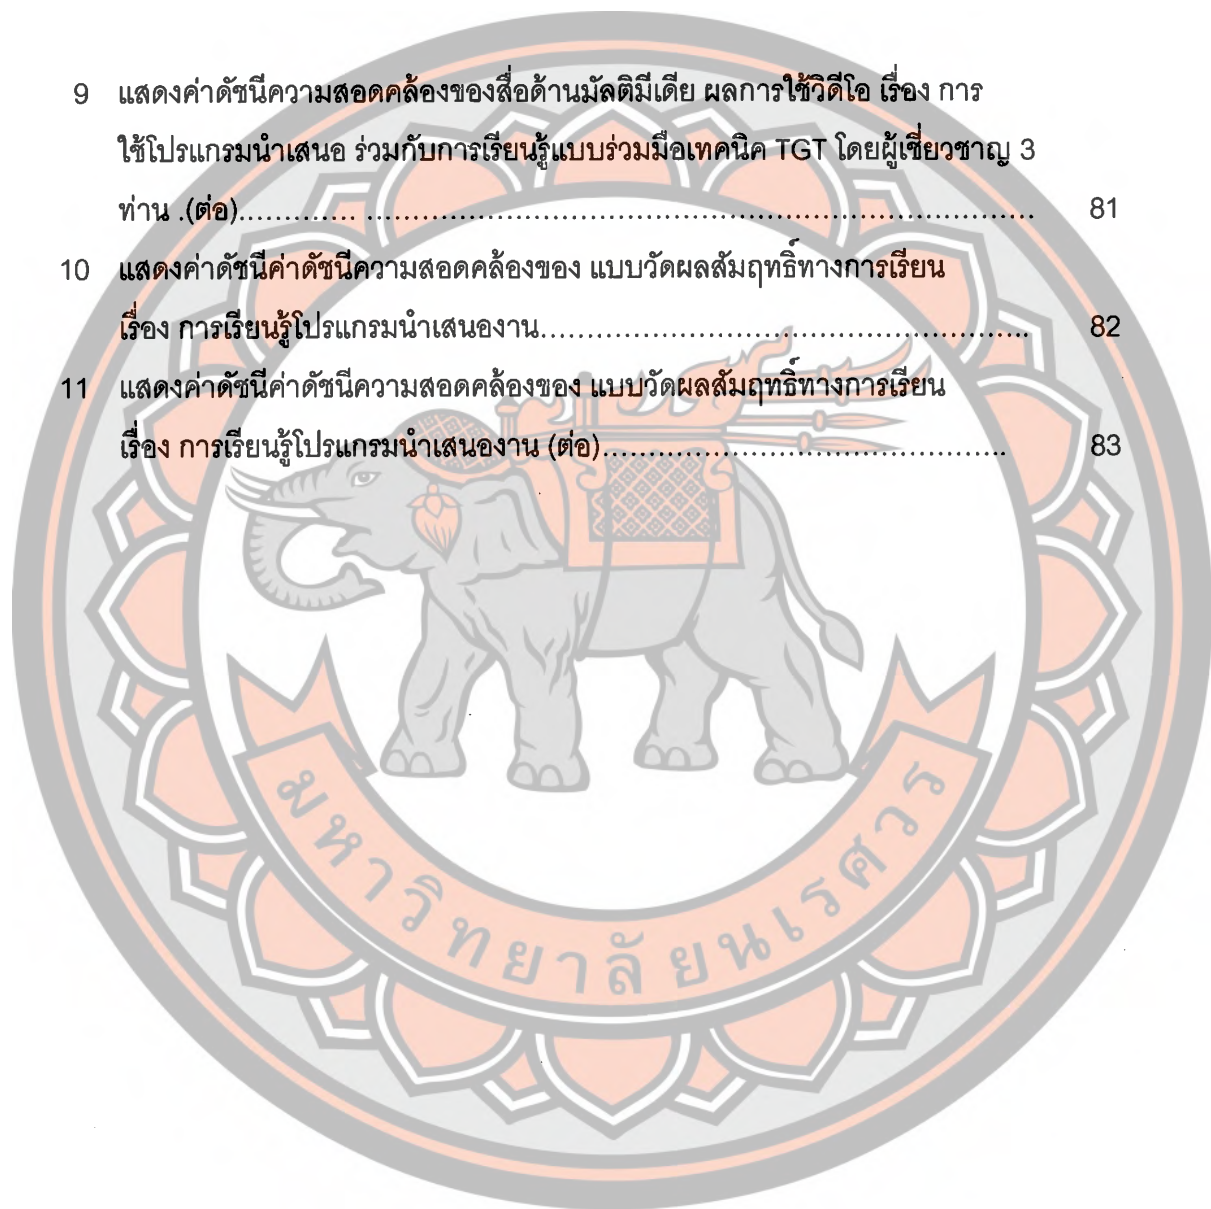 9 แสดงค่าดัชนีความสอดคล้องของสื่อด้านมัลติมีเดีย ผลการใช้วิดีโอ เรื่อง การ
ใช้โปรแกรมนำเสนอ ร่วมกับการเรียนรู้แบบร่วมมือเทคนิค TGT โดยผู้เชี่ยวชาญ 3
ท่าน .(ต่อ)............. ........................................................................... 81
10 แสดงค่าดัชนีค่าดัชนีความสอดคล้องของ แบบวัดผลสัมฤทธิ์ทางการเรียน
เรื่อง การเรียนรู้โปรแกรมนำเสนองาน...................................................... 82
11 แสดงค่าดัชนีค่าดัชนีความสอดคล้องของ แบบวัดผลสัมฤทธิ์ทางการเรียน
เรื่อง การเรียนรู้โปรแกรมนำเสนองาน (ต่อ)............................................ 83
มหาวิทยาลัยนเรศวร